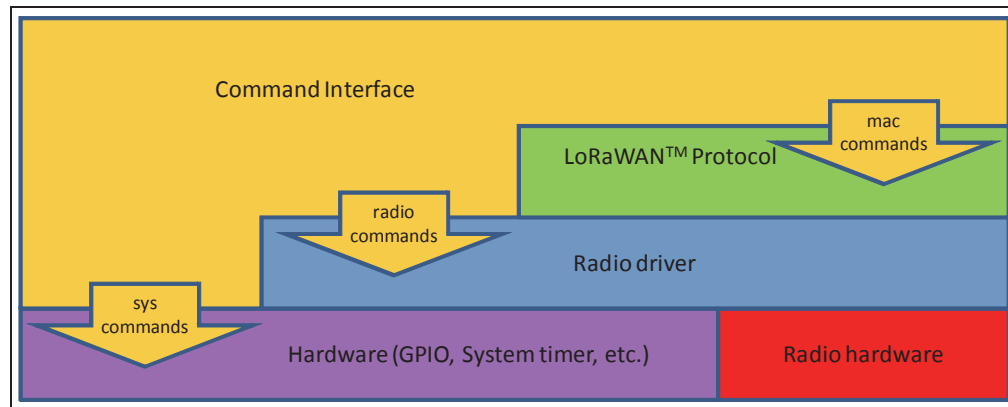 Command Interface
mac
commands
LoRaWAN™ Protocol
radio
commands
Radio driver
sys
commands
Hardware (GPIO, System timer, etc.)
Radio hardware